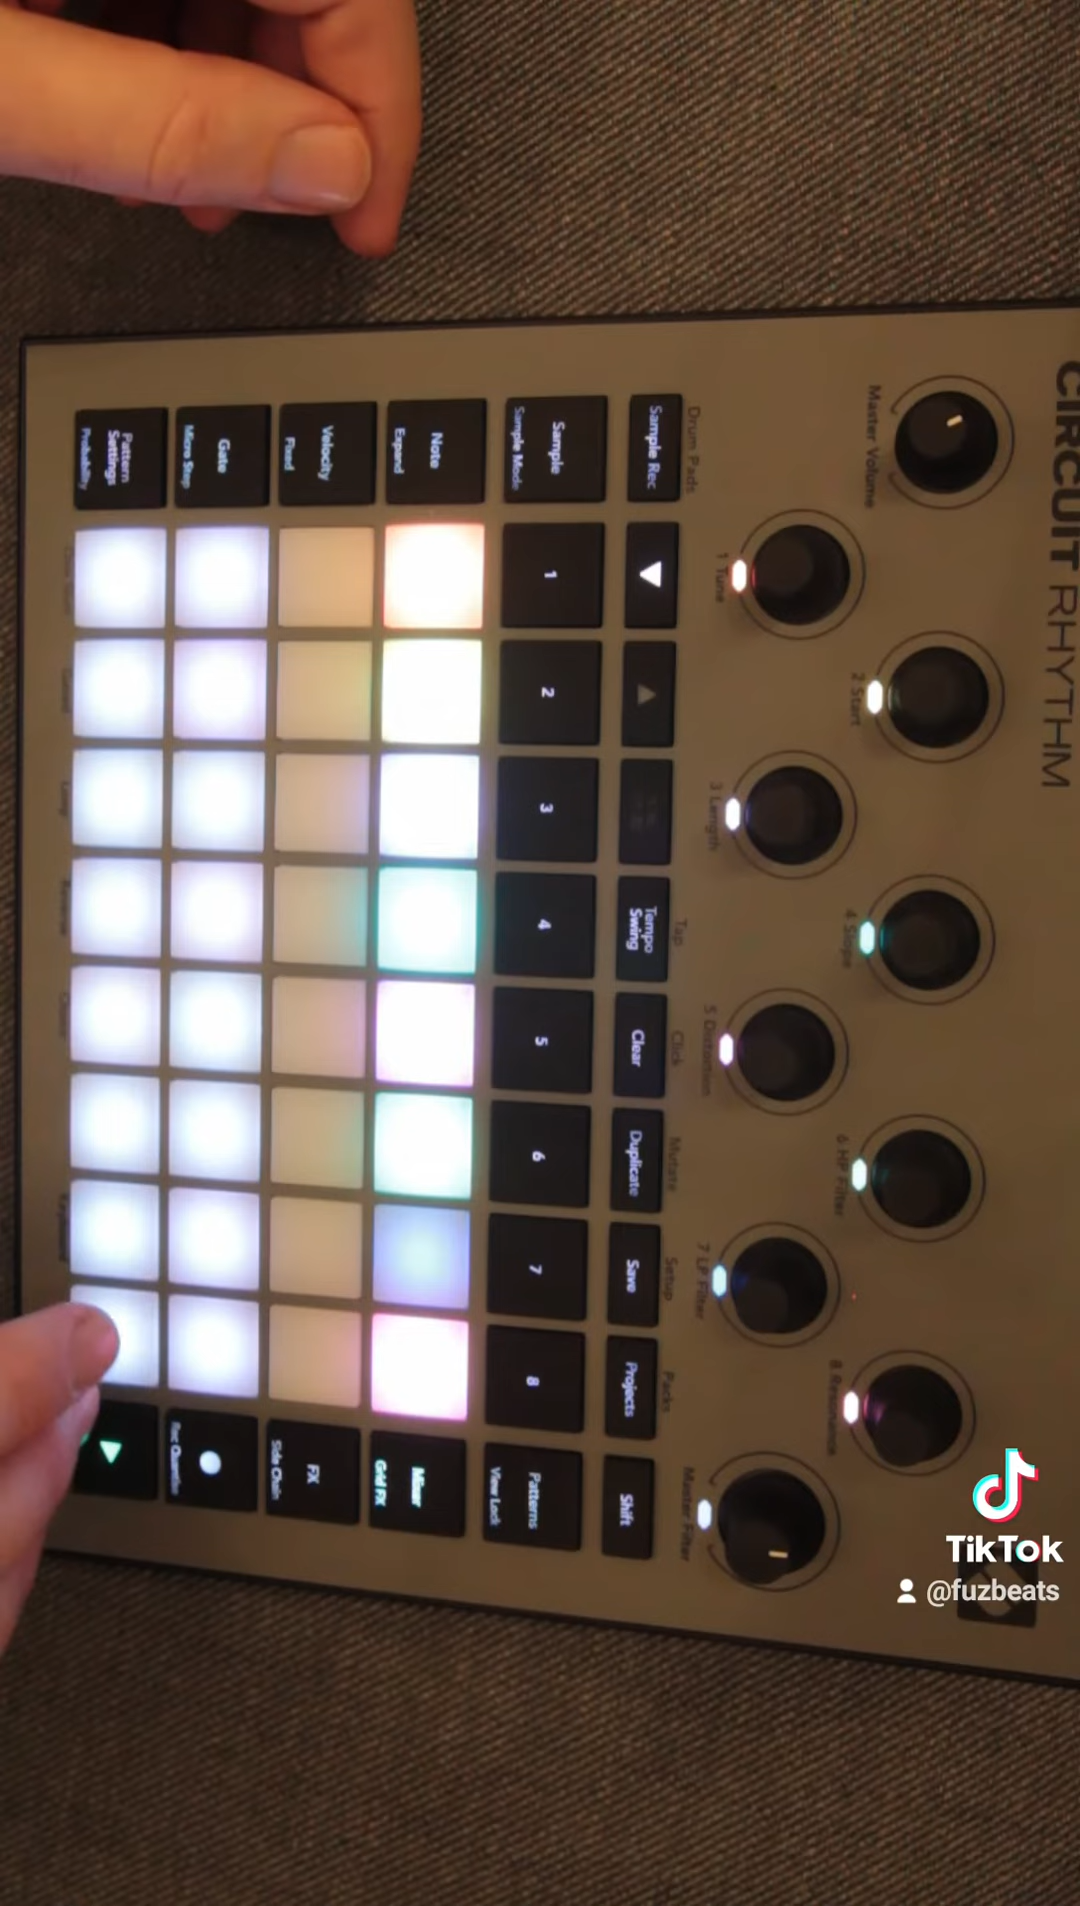 CIRCUIT RHYTHM
Master Volume
1 Tune
2 Start
3 Length
4 Slope
5 Distortion
6 HP Filter
7 LP Filter
8 Resonance
Master Filter
Drum Pads
Tap
Click
Mutate
Setup
Packs
Sample Rec
▼
▲
Tempo
Swing
Clear
Duplicate
Save
Projects
Shift
Sample
Sample Mode
1
2
3
4
5
6
7
8
Patterns
View Lock
Note
Expand
Mixer
Grid FX
Velocity
Fixed
FX
Side Chain
Gate
Micro Step
Rec Quantise
Pattern
Settings
Probability
TikTok
@fuzbeats